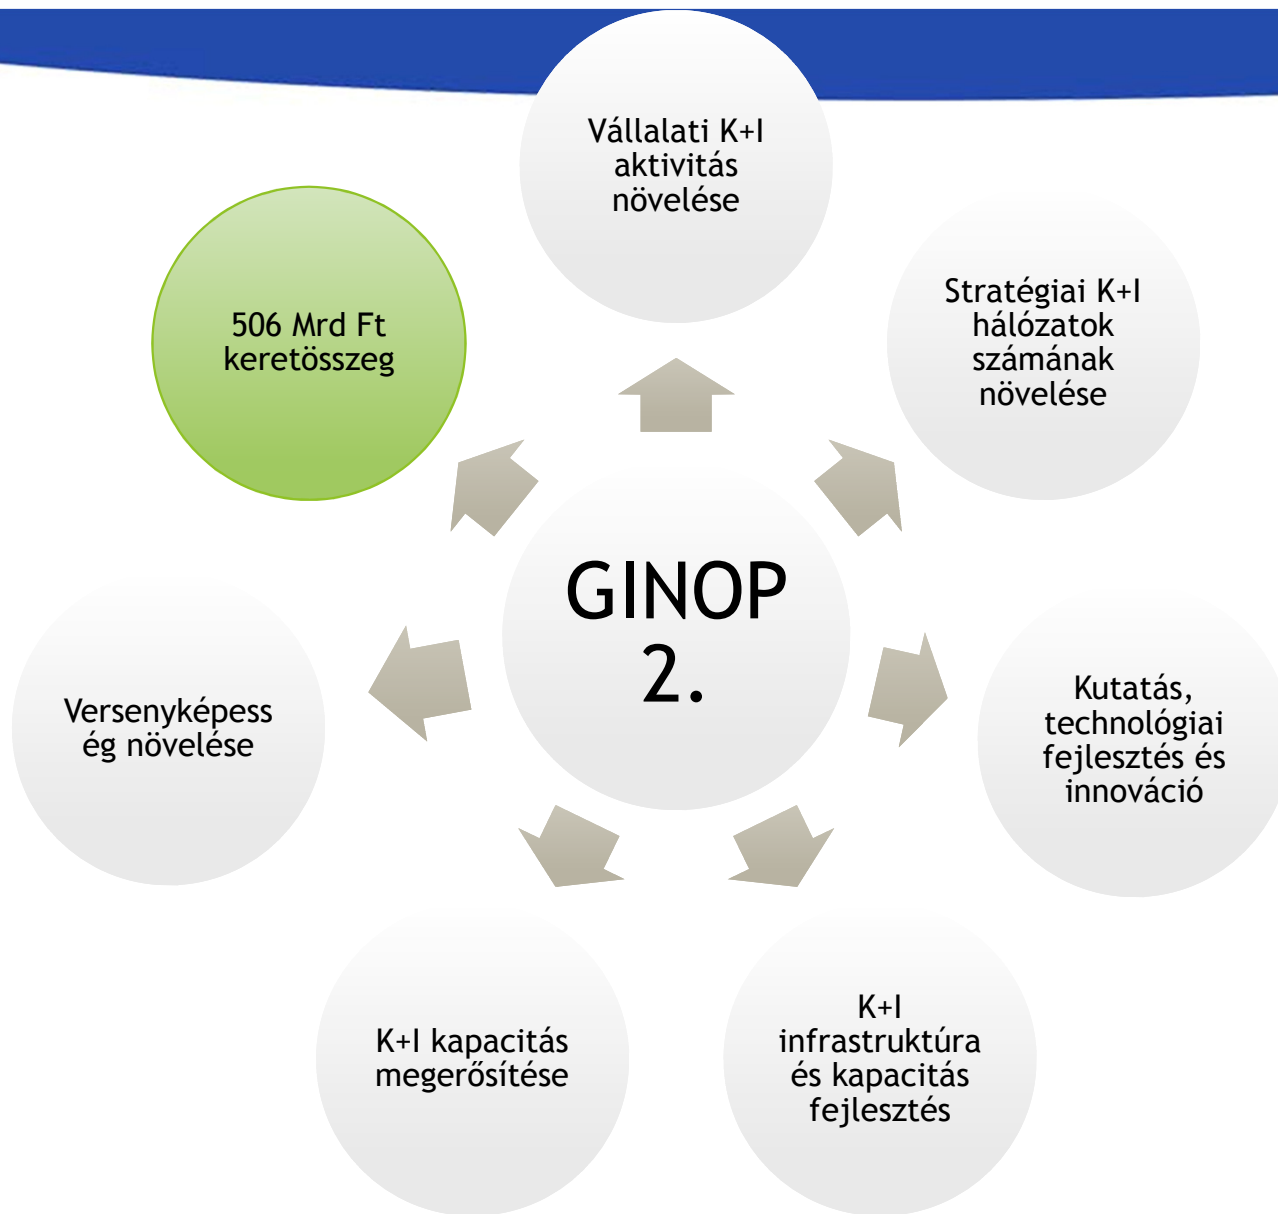 Vállalati K+I
aktivitás
növelése
Stratégiai K+I
hálózatok
számának
növelése
Kutatás,
technológiai
fejlesztés és
innováció
K+I
infrastruktúra
és kapacitás
fejlesztés
K+I kapacitás
megerősítése
Versenyképess
ég növelése
506 Mrd Ft
keretösszeg
GINOP
2.